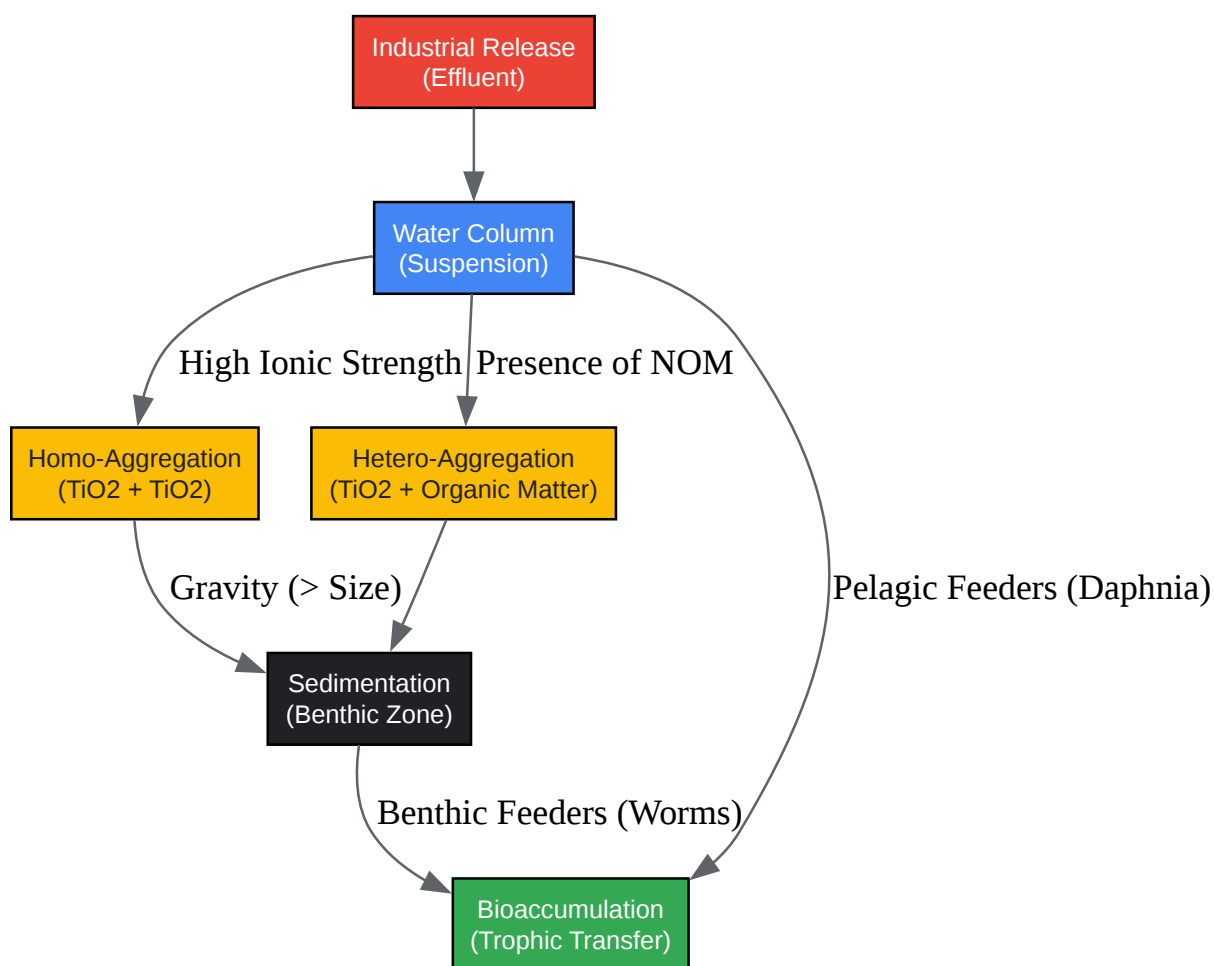 Industrial Release
(Effluent)
Water Column
(Suspension)
High Ionic Strength
Presence of NOM
Homo-Aggregation
(TiO2 + TiO2)
Hetero-Aggregation
(TiO2 + Organic Matter)
Gravity (> Size)
Pelagic Feeders (Daphnia)
Sedimentation
(Benthic Zone)
Benthic Feeders (Worms)
Bioaccumulation
(Trophic Transfer)